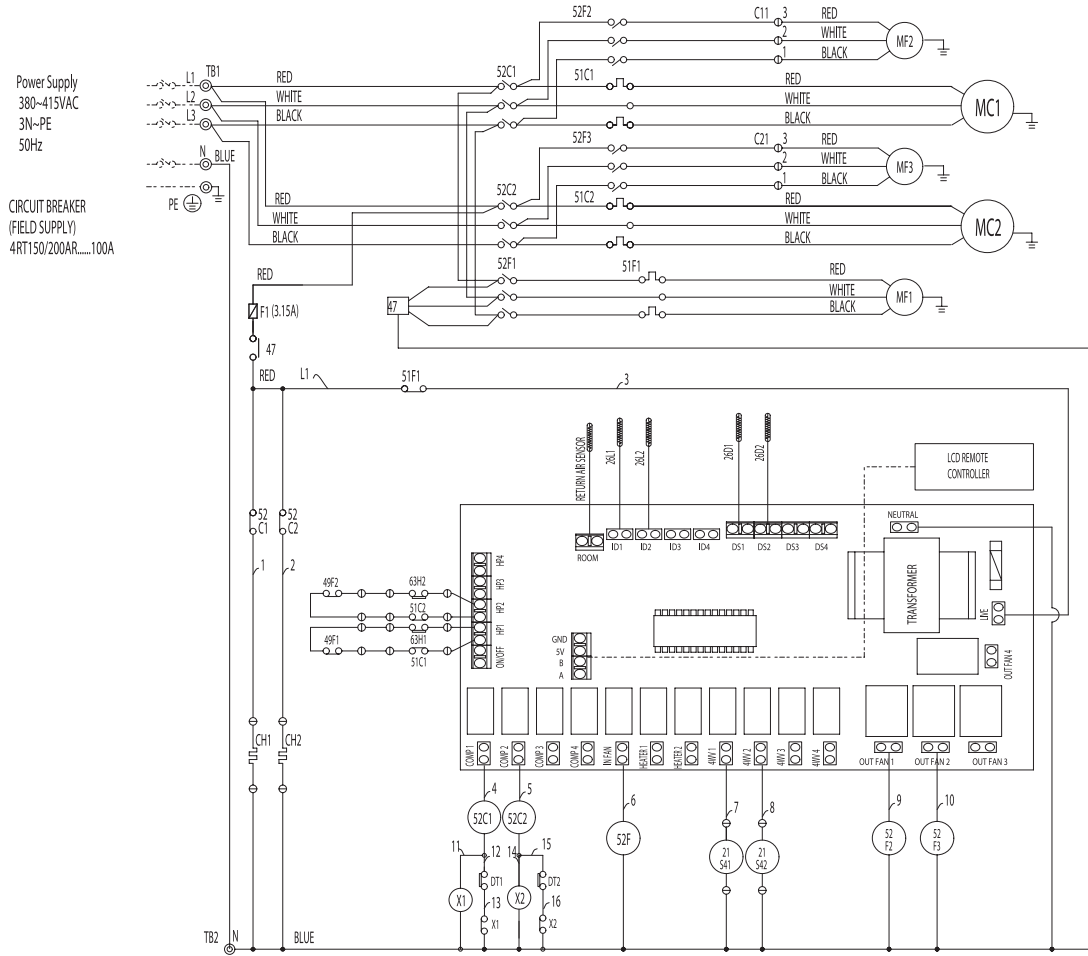 52F2
C11
3
RED
2
WHITE
1
BLACK
MF2
Power Supply
380~415VAC
3N~PE
50Hz
L1
TB1
RED
52C1
51C1
RED
L2
WHITE
WHITE
MC1
L3
BLACK
BLACK
52F3
C21
3
RED
N
BLUE
2
WHITE
MF3
1
BLACK
PE
52C2
51C2
CIRCUIT BREAKER
(FIELD SUPPLY)
4RT150/200AR......100A
RED
RED
WHITE
WHITE
MC2
BLACK
BLACK
RED
52F1
51F1
RED
F1 (3.15A)
47
WHITE
MF1
BLACK
47
RED
L1
51F1
3
RETURN AIR SENSOR
26L1
26L2
26D1
26D2
LCD REMOTE
CONTROLLER
52
C1
52
C2
NEUTRAL
ROOM
ID1
ID2
ID3
ID4
DS1
DS2
DS3
DS4
1
2
HP4
HP3
HP2
HP1
ON/OFF
49F2
63H2
51C2
49F1
63H1
51C1
TRANSFORMER
LIVE
GND
5V
B
A
OUT FAN 4
CH1
CH2
COMP 1
COMP 2
COMP 3
COMP 4
IN FAN
HEATER 1
HEATER 2
4WV 1
4WV 2
4WV 3
4WV 4
OUT FAN 1
OUT FAN 2
OUT FAN 3
4
5
6
7
8
9
10
52C1
52C2
52F
21
S41
21
S42
52
F2
52
F3
11
12
14
15
DT1
DT2
X1
13
X2
16
X1
X2
TB2
N
BLUE